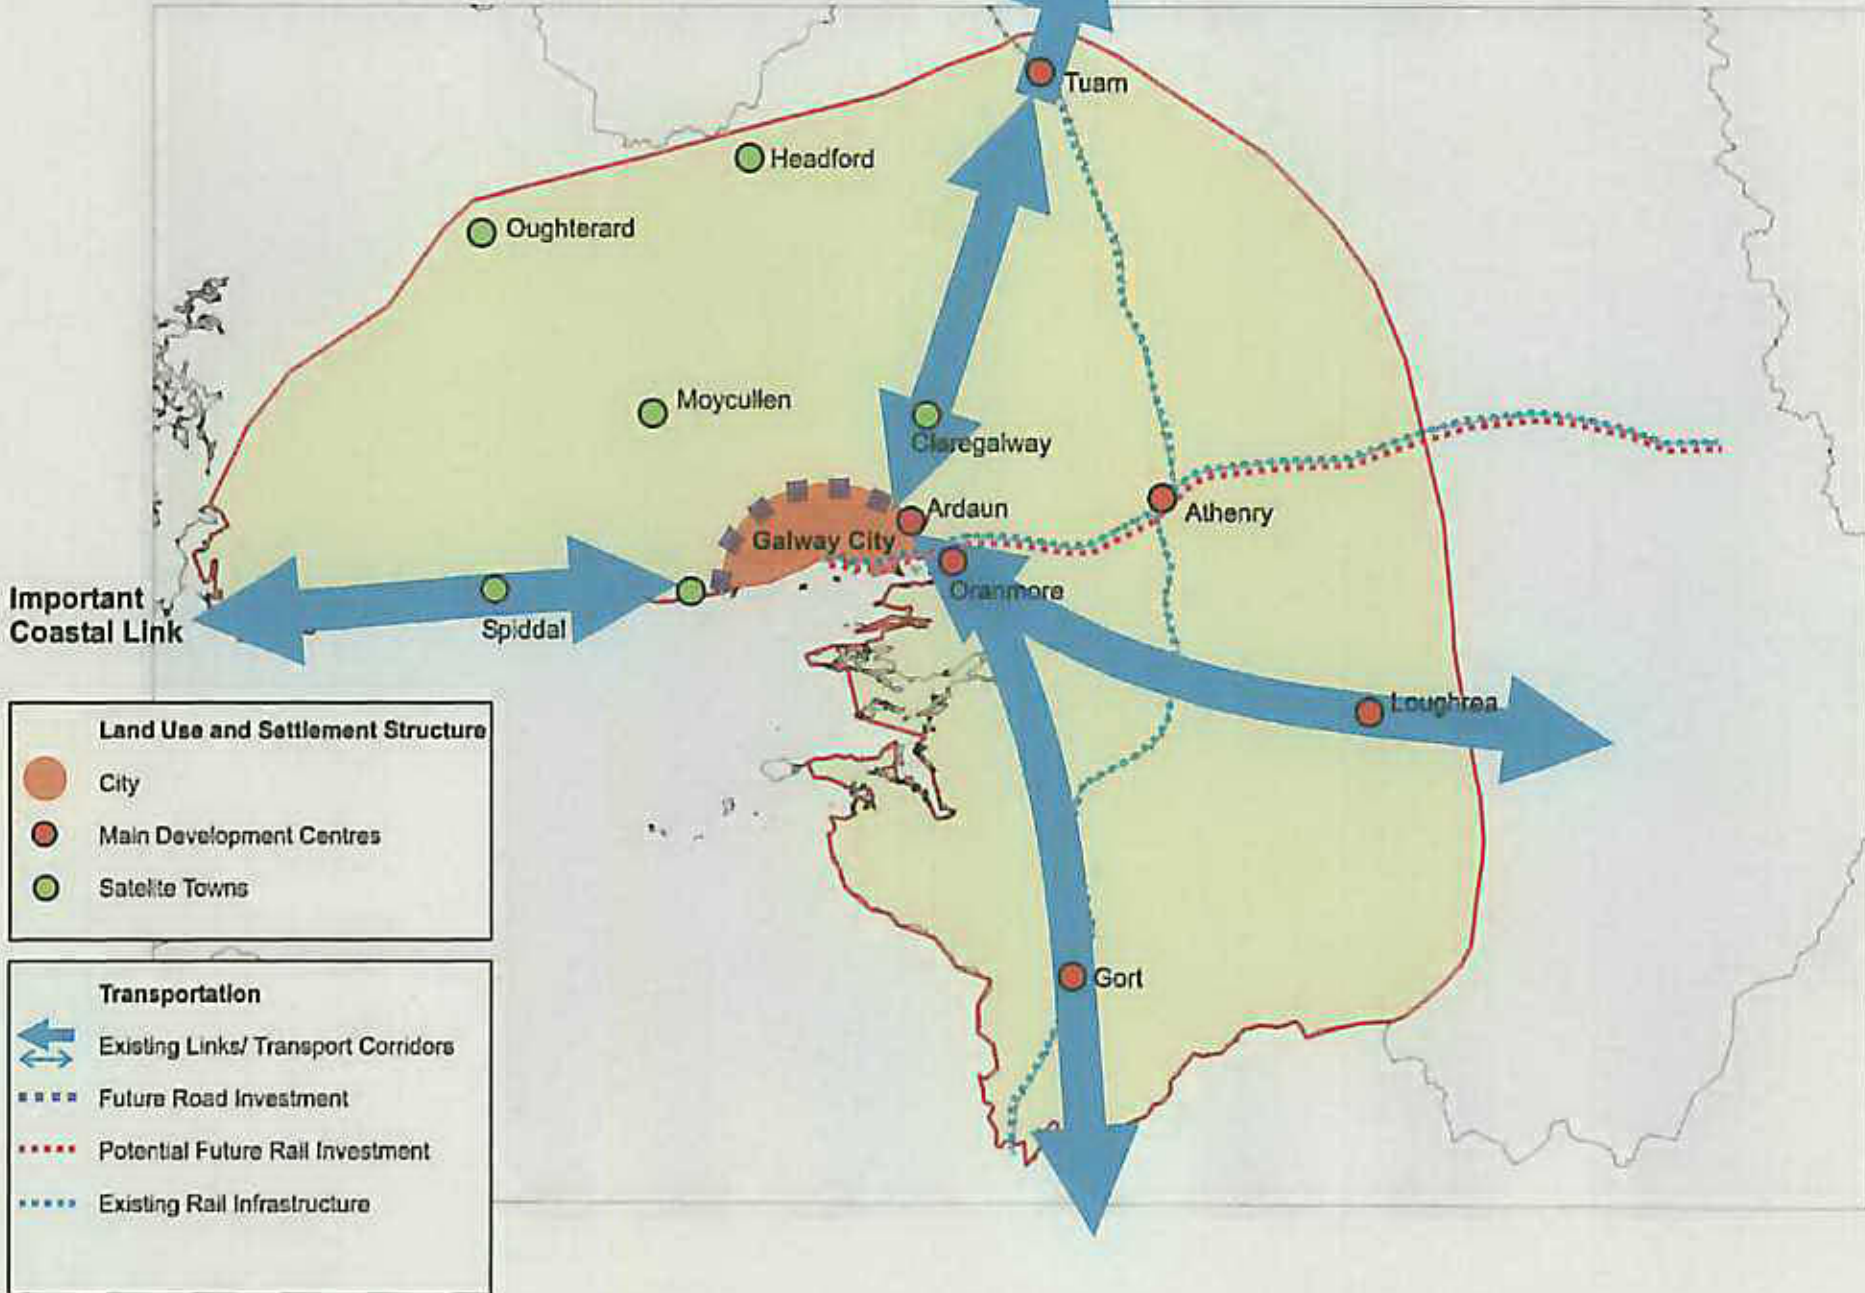 Tuam
Headford
Oughterard
Moycullen
Claregalway
Ardaun
Athenry
Galway City
Oranmore
Important
Coastal Link
Spiddal
Loughrea
Gort
Land Use and Settlement Structure
City
Main Development Centres
Satelite Towns
Transportation
Existing Links/ Transport Corridors
Future Road Investment
Potential Future Rail Investment
Existing Rail Infrastructure